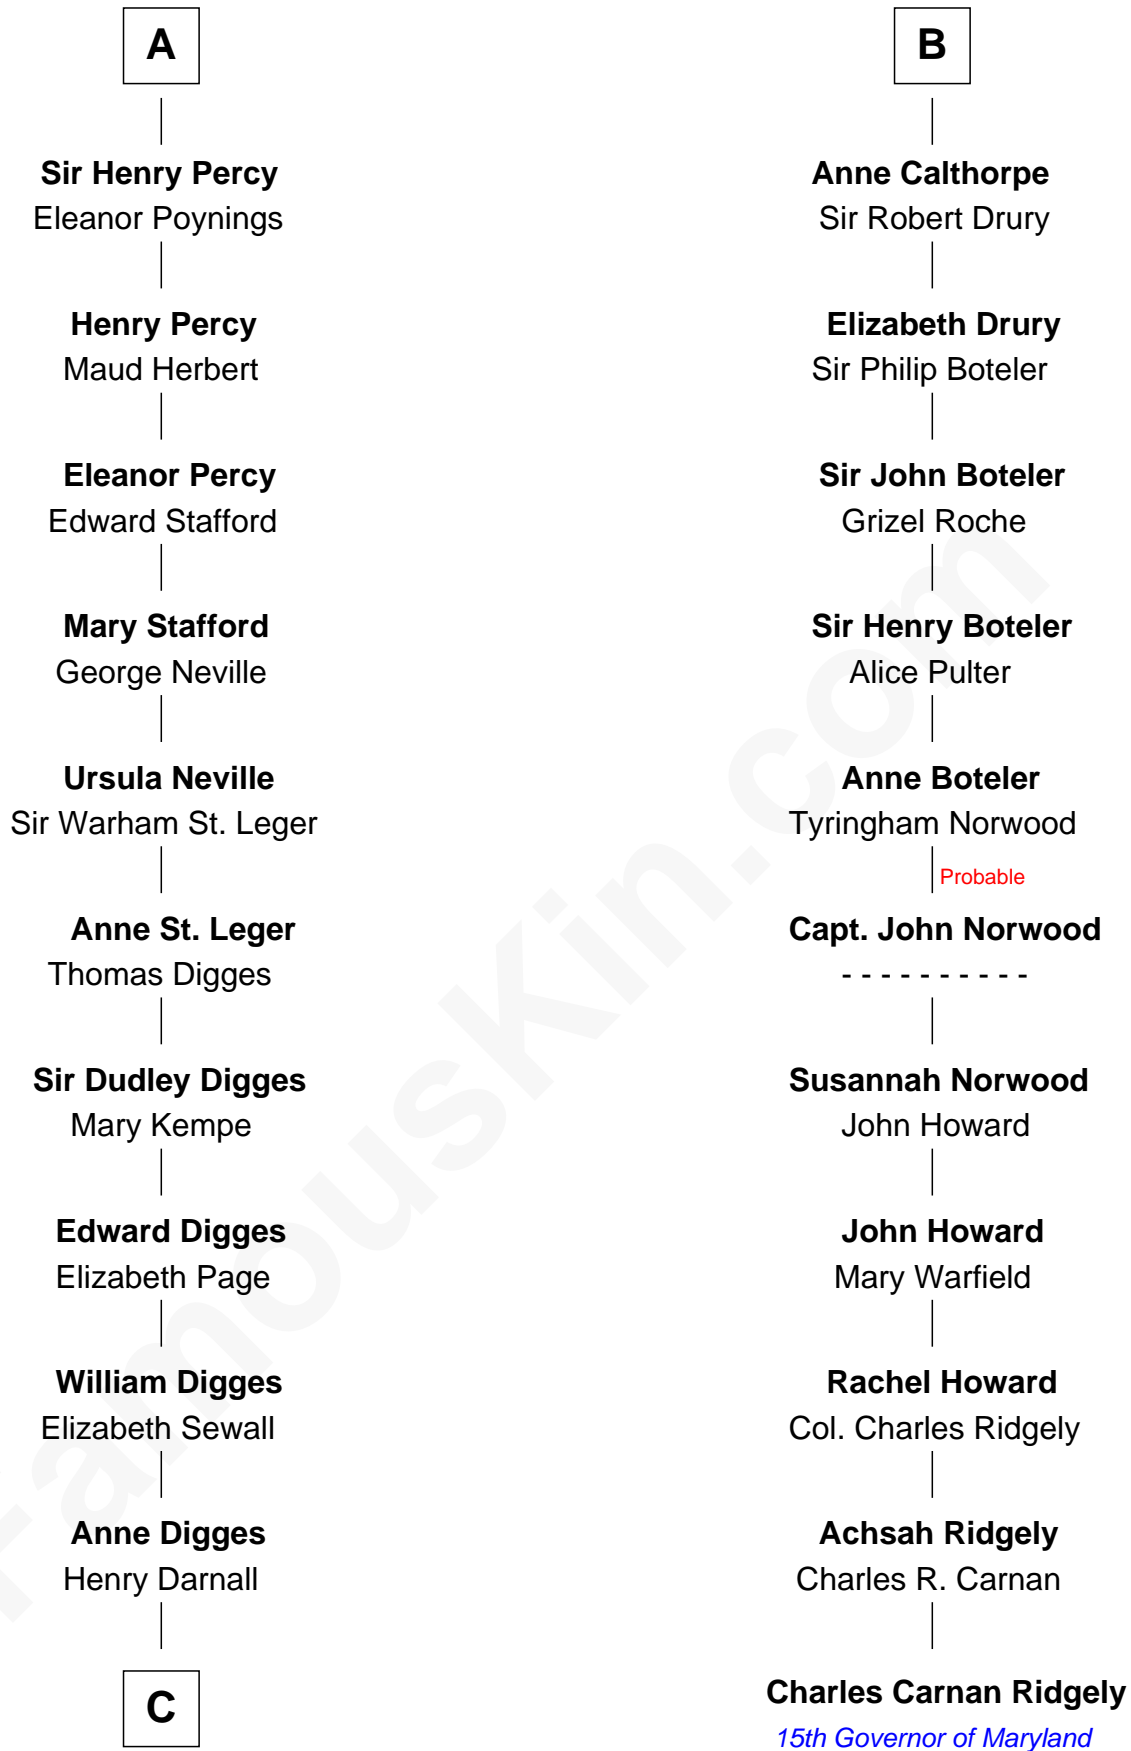 A
Sir Henry Percy
Eleanor Poynings
Henry Percy
Maud Herbert
Eleanor Percy
Edward Stafford
Mary Stafford
George Neville
Ursula Neville
Sir Warham St. Leger
Anne St. Leger
Thomas Digges
Sir Dudley Digges
Mary Kempe
Edward Digges
Elizabeth Page
William Digges
Elizabeth Sewall
Anne Digges
Henry Darnall
C
B
Anne Calthorpe
Sir Robert Drury
Elizabeth Drury
Sir Philip Boteler
Sir John Boteler
Grizel Roche
Sir Henry Boteler
Alice Pulter
Anne Boteler
Tyringham Norwood
Probable
Capt. John Norwood
- - - - - - - - - -
Susannah Norwood
John Howard
John Howard
Mary Warfield
Rachel Howard
Col. Charles Ridgely
Achsah Ridgely
Charles R. Carnan
Charles Carnan Ridgely
15th Governor of Maryland
FamousKin.com